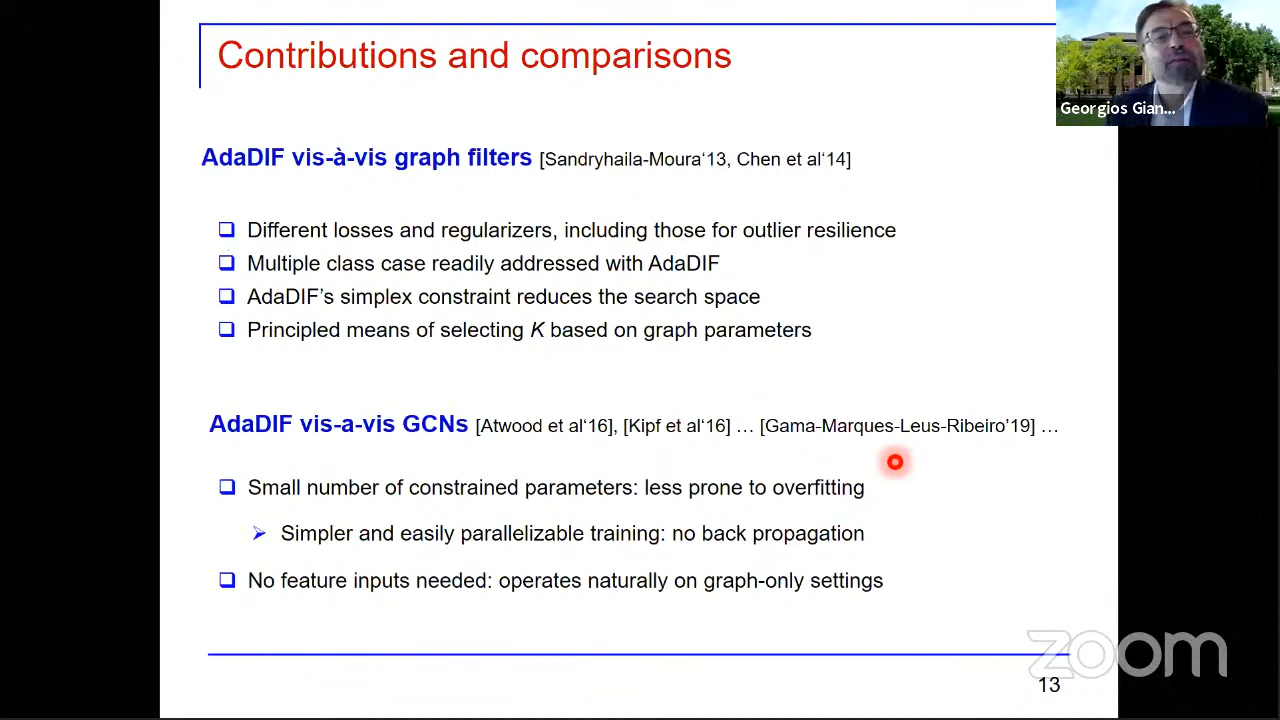 Contributions and comparisons
Georgios Gian...
AdaDIF vis-à-vis graph filters [Sandryhaila-Moura‘13, Chen et al‘14]
Different losses and regularizers, including those for outlier resilience
Multiple class case readily addressed with AdaDIF
AdaDIF’s simplex constraint reduces the search space
Principled means of selecting K based on graph parameters
AdaDIF vis-a-vis GCNs [Atwood et al‘16], [Kipf et al‘16] … [Gama-Marques-Leus-Ribeiro’19] …
Small number of constrained parameters: less prone to overfitting
Simpler and easily parallelizable training: no back propagation
No feature inputs needed: operates naturally on graph-only settings
zoom
13